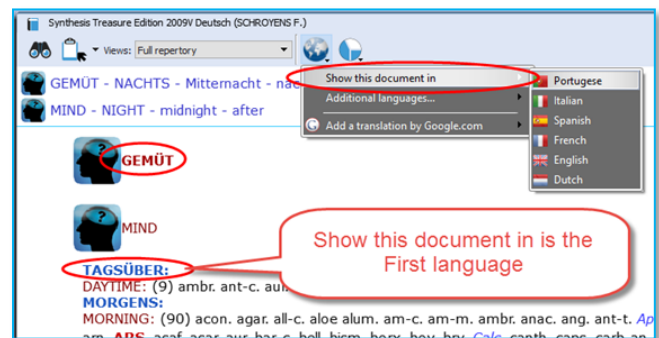 Synthesis Treasure Edition 2009V Deutsch (SCHROYENS F.)
Views: Full repertory
GEMÜT - NACHTS - Mitternacht - nac
MIND - NIGHT - midnight - after
Show this document in
Additional languages...
Add a translation by Google.com
Portugese
Italian
Spanish
French
English
Dutch
GEMÜT
MIND
Show this document in is the
First language
TAGSÜBER:
DAYTIME: (9) ambr. ant-c. aur.
MORGENS:
MORNING: (90) acon. agar. all-c. aloe alum. am-c. am-m. ambr. anac. ang. ant-t. Ap